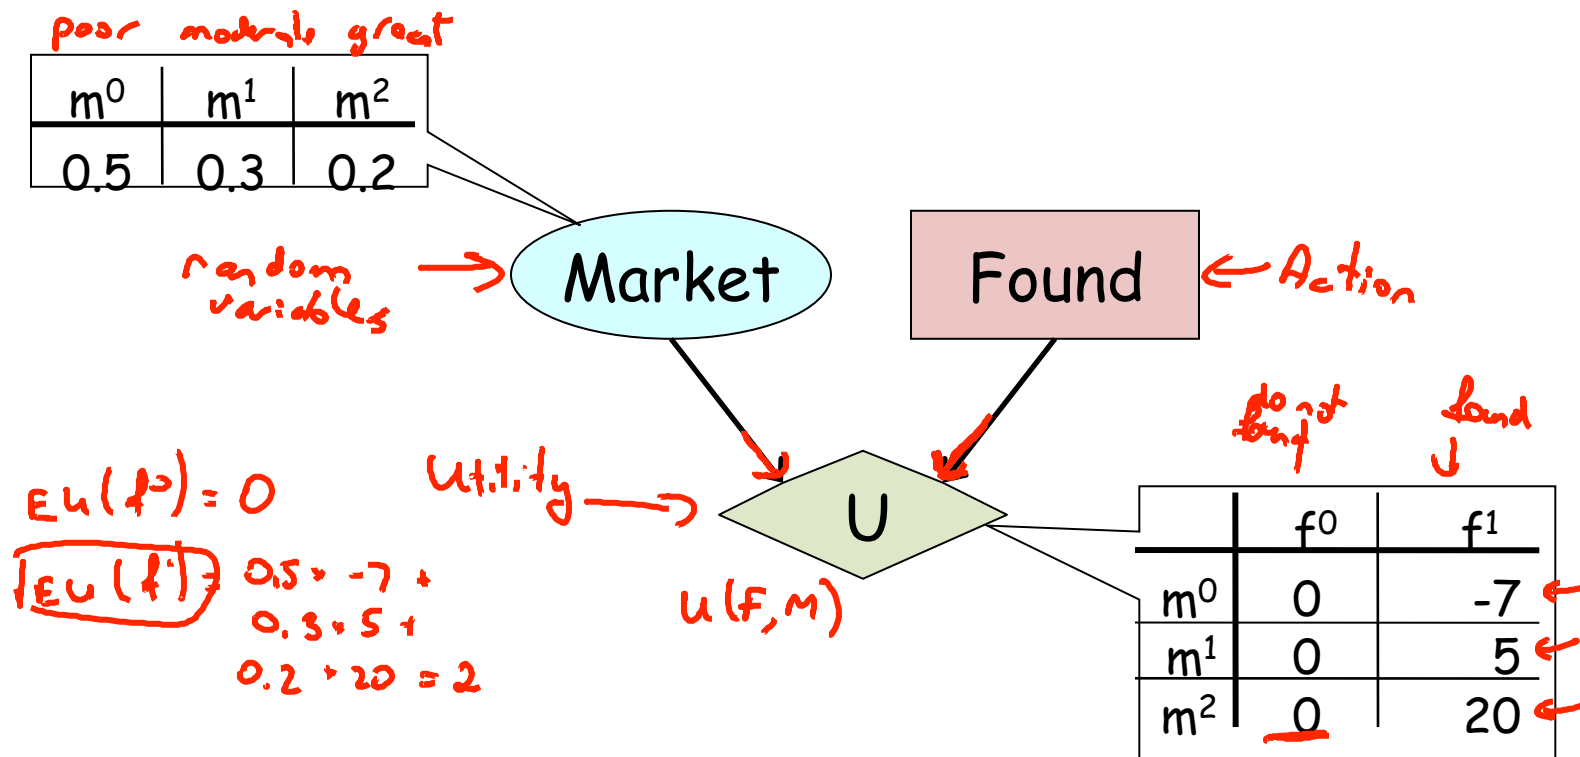 poor moderate great
m⁰ m¹ m²
0.5 0.3 0.2
random
variables
Market
Found
Action
do not
found
found
Utility
U
U(F,M)
EU(f⁰) = 0
EU(f¹) = 0.5 * -7 +
0.3 * 5 +
0.2 * 20 = 2
f⁰ f¹
m⁰ 0 -7
m¹ 0 5
m² 0 20